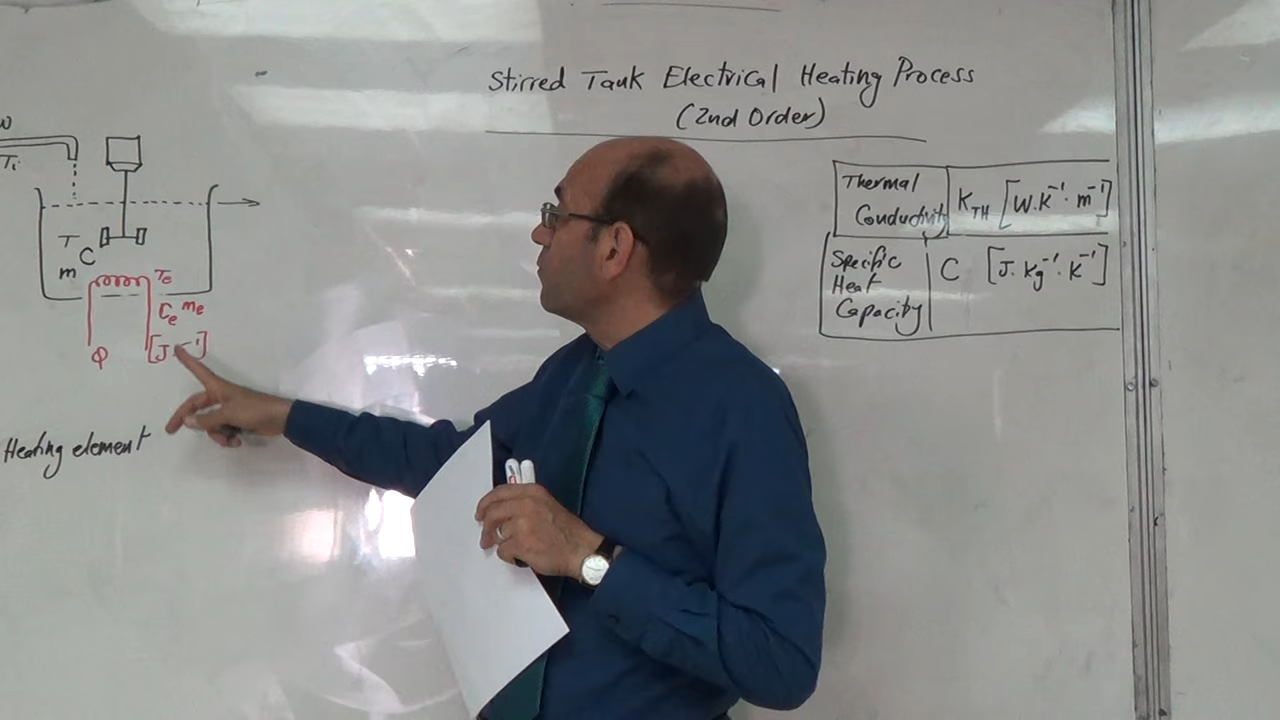 Stirred Tank Electrical Heating Process
(2nd Order)
Thermal Conductivity
K_TH [W·K⁻¹·m⁻¹]
Specific Heat Capacity
C [J·Kg⁻¹·K⁻¹]
W
Tᵢ
T
C
m
Tₑ
Cₑ mₑ
Φ
Heating element